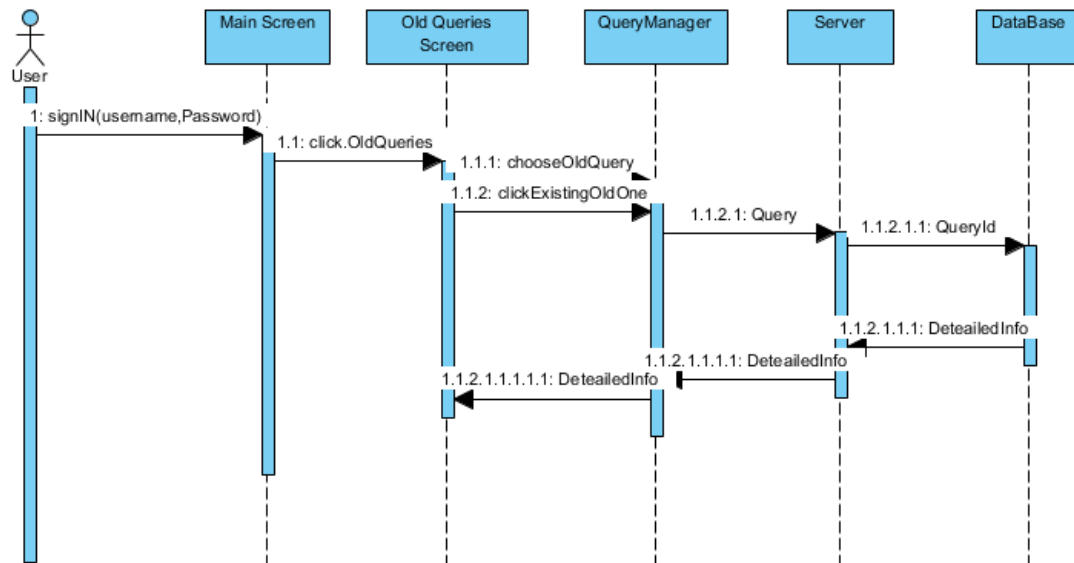 Main Screen
Old Queries
Screen
QueryManager
Server
DataBase
User
1: signIN(username,Password)
1.1: click.OldQueries
1.1.1: chooseOldQuery
1.1.2: clickExistingOldOne
1.1.2.1: Query
1.1.2.1.1: QueryId
1.1.2.1.1.1: DeteailedInfo
1.1.2.1.1.1.1: DeteailedInfo
1.1.2.1.1.1.1.1: DeteailedInfo